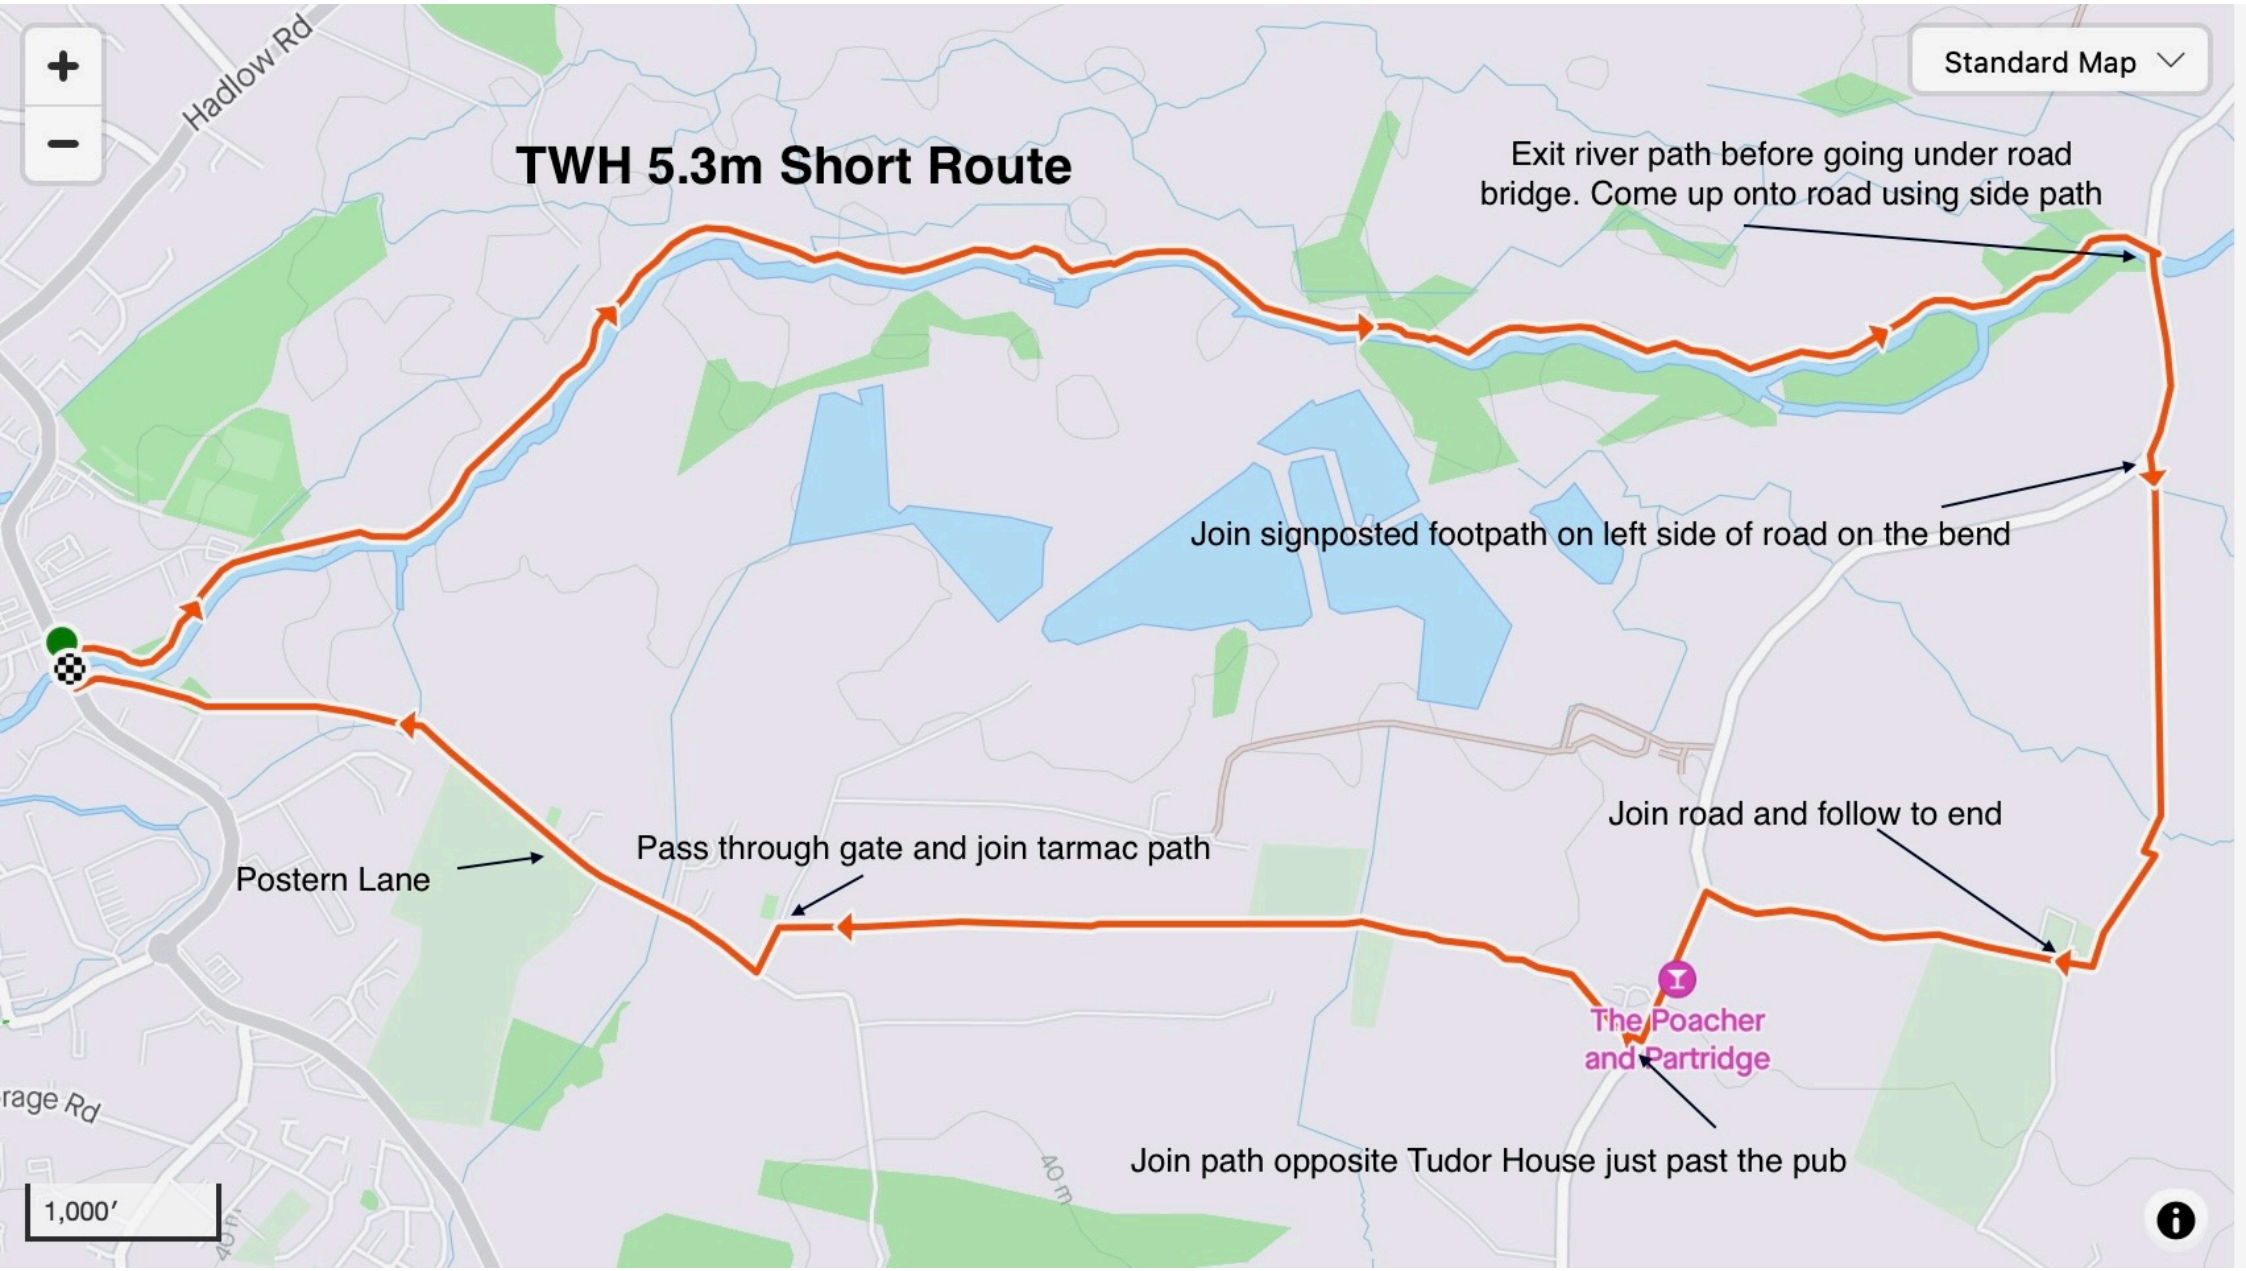 Hadlow Rd
+
−
Standard Map
TWH 5.3m Short Route
Exit river path before going under road
bridge. Come up onto road using side path
Join signposted footpath on left side of road on the bend
Join road and follow to end
Pass through gate and join tarmac path
Postern Lane
The Poacher
and Partridge
rage Rd
Join path opposite Tudor House just past the pub
40 m
40 m
1,000′
i